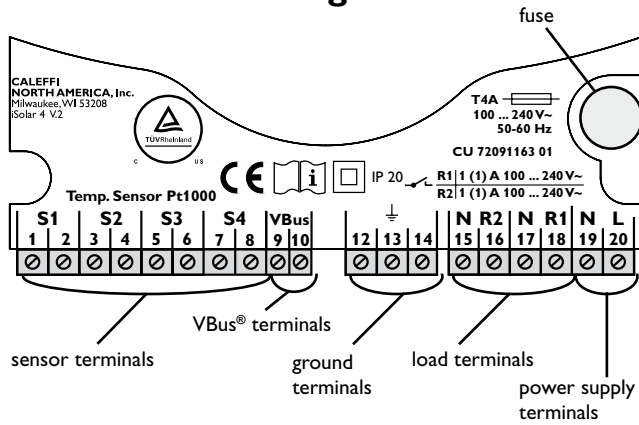 g
fuse
CALEFFI
NORTH AMERICA, Inc.
Milwaukee, WI 53208
iSolar 4 V.2
TÜVRheinland
C US
T4A
100 ... 240 V~
50-60 Hz
CU 72091163 01
CE i IP 20
R1 1 (1) A 100 ... 240 V~
R2 1 (1) A 100 ... 240 V~
Temp. Sensor Pt1000
S1 S2 S3 S4 VBus N R2 N R1 N L
1 2 3 4 5 6 7 8 9 10 12 13 14 15 16 17 18 19 20
VBus® terminals
sensor terminals
ground
terminals
load terminals
power supply
terminals